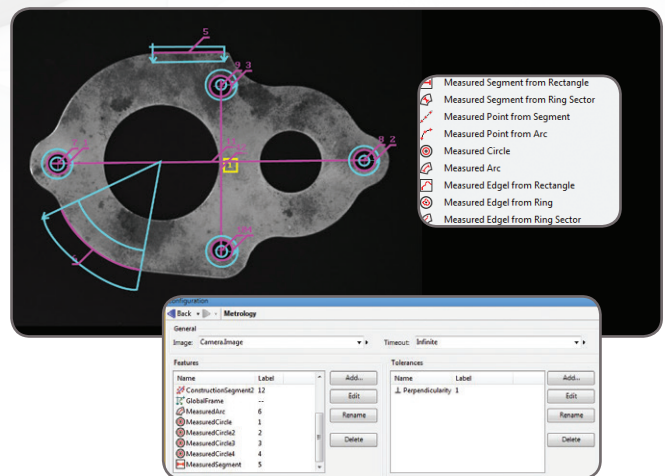 5
9 3
8 2
Measured Segment from Rectangle
Measured Segment from Ring Sector
Measured Point from Segment
Measured Point from Arc
Measured Circle
Measured Arc
Measured Edgel from Rectangle
Measured Edgel from Ring
Measured Edgel from Ring Sector
Configuration
Back Metrology
General
Image: CameraImage Timeout: Infinite
Features Tolerances
Name Label Add... Name Label Add...
ConstructionSegment2 12 Perpendicularity 1
GlobalFrame -- Edit Edit
MeasuredArc 6
MeasuredCircle 1 Rename Rename
MeasuredCircle2 2
MeasuredCircle3 3 Delete Delete
MeasuredCircle4 4
MeasuredSegment 5